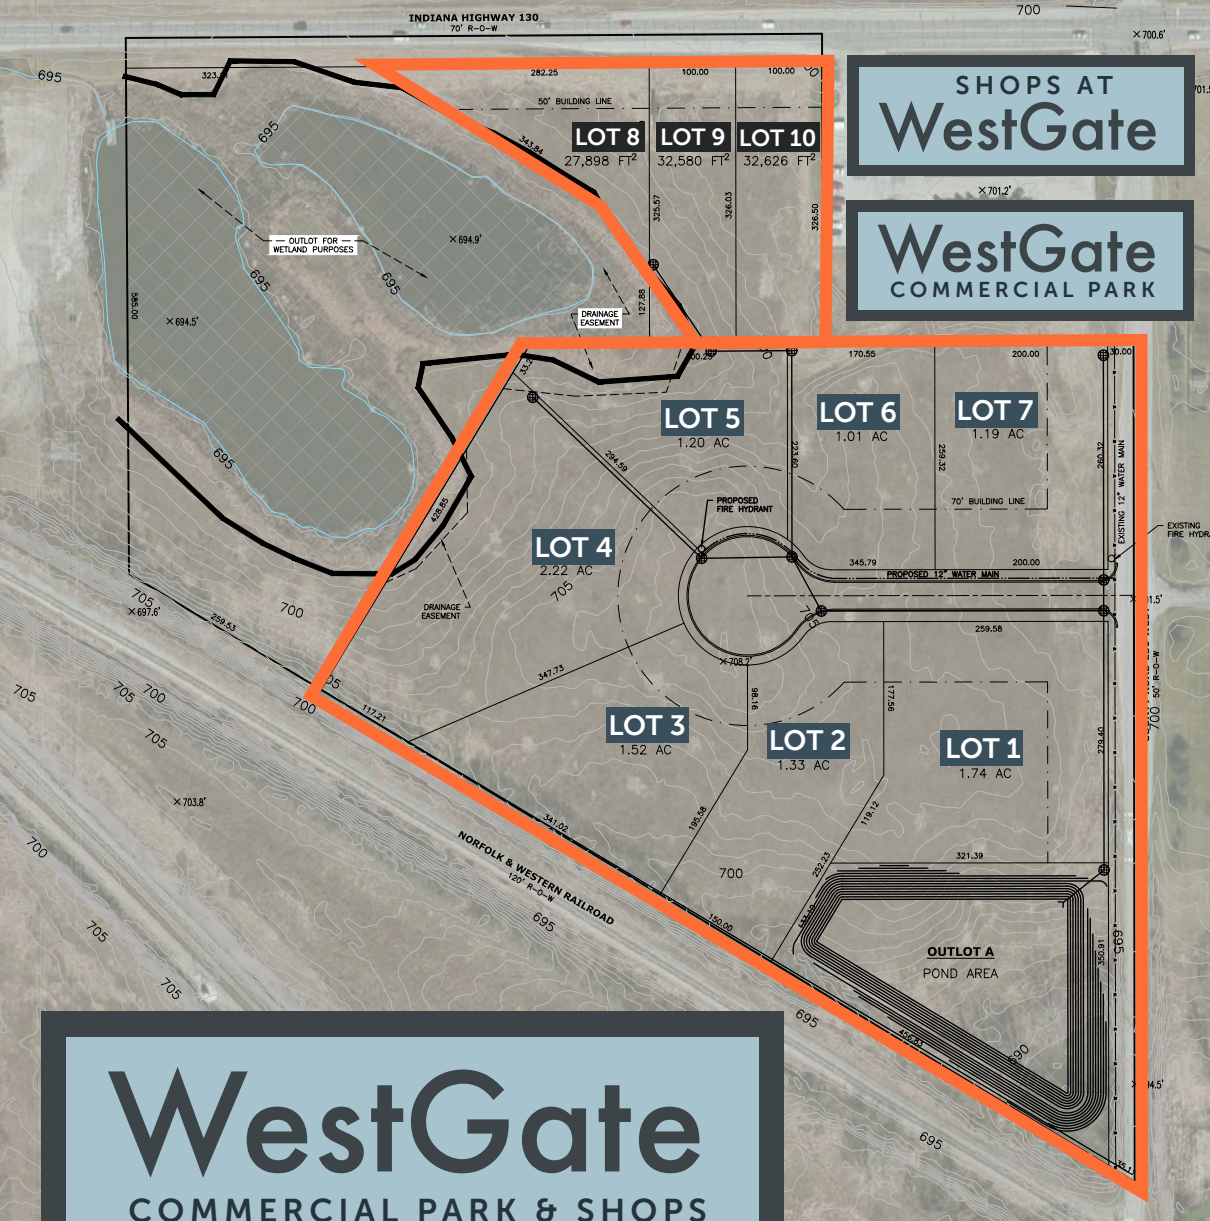 INDIANA HIGHWAY 130
70' R-O-W
700
×700.6'
695
282.25
100.00
100.00
50' BUILDING LINE
SHOPS AT
WestGate
695
343.84
LOT 8
27,898 FT²
LOT 9
32,580 FT²
LOT 10
32,626 FT²
×701.2'
325.57
326.03
326.50
WestGate
COMMERCIAL PARK
OUTLOT FOR
WETLAND PURPOSES
×694.9'
695
695
585.00
×694.5'
127.88
DRAINAGE
EASEMENT
170.55
200.00
30.00
LOT 5
1.20 AC
LOT 6
1.01 AC
LOT 7
1.19 AC
223.60
259.32
260.32
EXISTING 12" WATER MAIN
294.59
695
428.85
PROPOSED
FIRE HYDRANT
70' BUILDING LINE
EXISTING
LOT 4
2.22 AC
705
345.79
200.00
PROPOSED 12" WATER MAIN
DRAINAGE
EASEMENT
705
×697.6'
700
259.53
259.58
705
347.73
×708.2'
50' R-O-W
700
705
705
700
700
117.21
98.16
177.56
LOT 3
1.52 AC
LOT 2
1.33 AC
LOT 1
1.74 AC
279.40
705
×703.8'
341.02
195.58
119.12
700
NORFOLK & WESTERN RAILROAD
120' R-O-W
252.23
321.39
700
695
150.00
OUTLOT A
POND AREA
350.91
695
705
705
695
456.83
690
695
WestGate
COMMERCIAL PARK & SHOPS